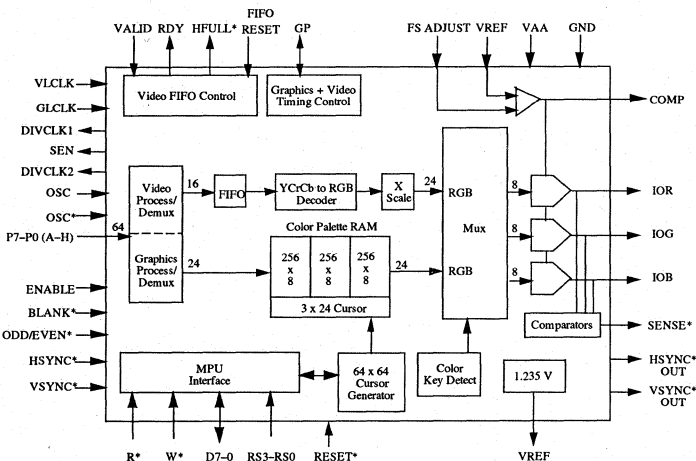 VALID RDY HFULL* FIFO RESET GP FS ADJUST VREF VAA GND
VLCLK
GLCLK
DIVCLK1
SEN
DIVCLK2
OSC
OSC*
P7–P0 (A–H)
ENABLE
BLANK*
ODD/EVEN*
HSYNC*
VSYNC*
Video FIFO Control
Graphics + Video
Timing Control
COMP
64
Video
Process/
Demux
Graphics
Process/
Demux
16
FIFO
YCrCb to RGB
Decoder
X
Scale
24
24
Color Palette RAM
256
x
8
256
x
8
256
x
8
3 x 24 Cursor
24
RGB
Mux
RGB
8
8
8
IOR
IOG
IOB
Comparators
SENSE*
HSYNC*
OUT
VSYNC*
OUT
MPU
Interface
64 x 64
Cursor
Generator
Color
Key Detect
1.235 V
R* W* D7–0 RS3–RS0 RESET* VREF